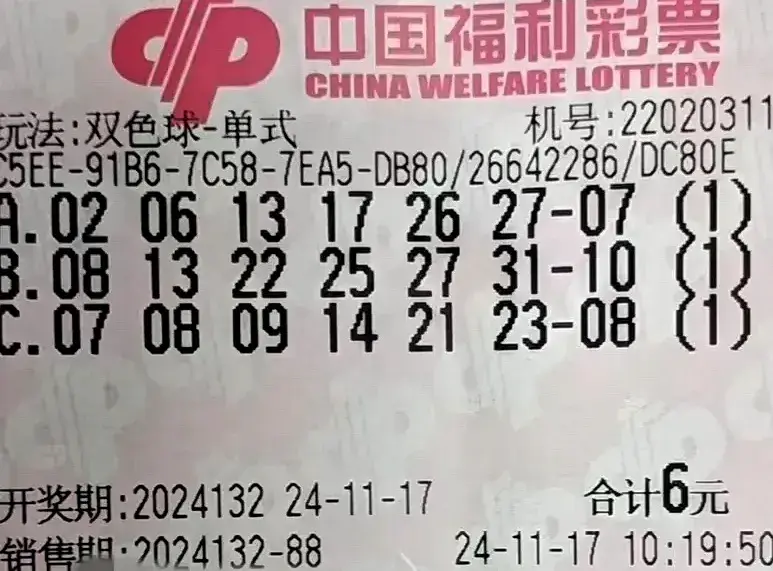 中国福利彩票
CHINA WELFARE LOTTERY
玩法:双色球-单式 机号:22020311
C5EE-91B6-7C58-7EA5-DB80/26642286/DC80E
A.02 06 13 17 26 27-07 (1)
B.08 13 22 25 27 31-10 (1)
C.07 08 09 14 21 23-08 (1)
开奖期:2024132 24-11-17 合计6元
销售期:2024132-88 24-11-17 10:19:50